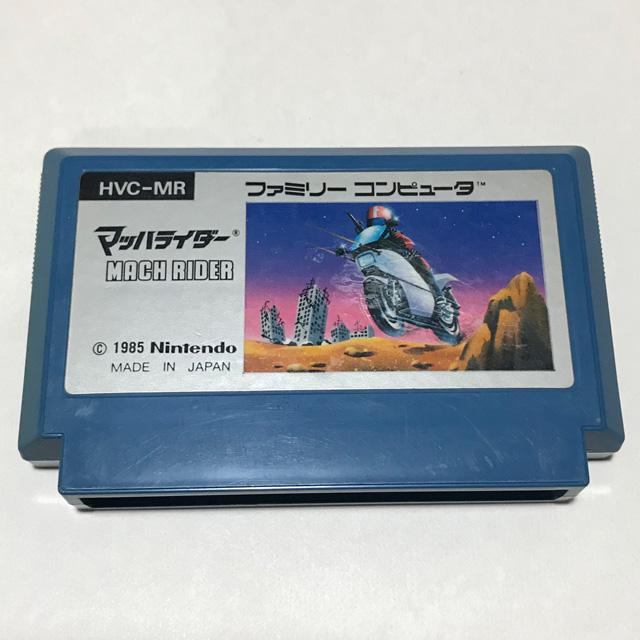 HVC-MR
ファミリー コンピュータ™
マッハライダー®
MACH RIDER
© 1985 Nintendo
MADE IN JAPAN